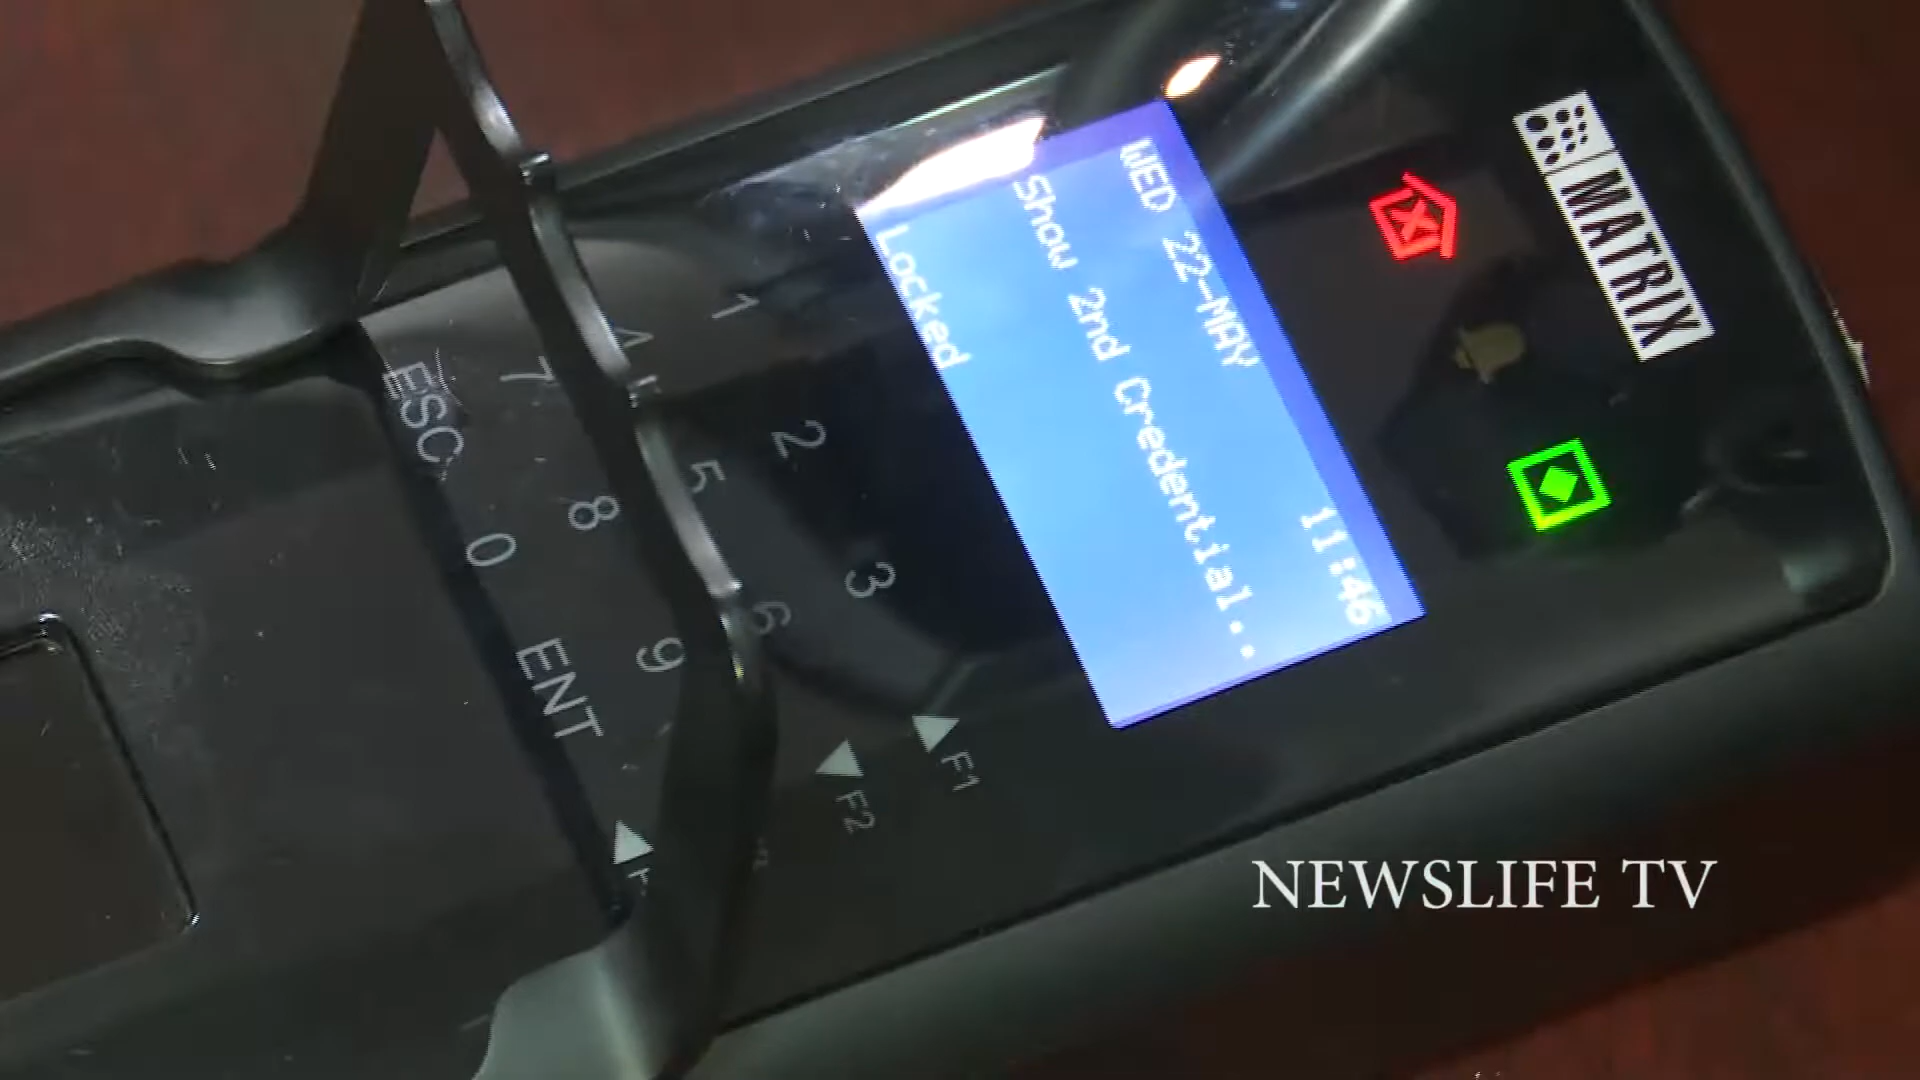 MATRIX
WED 22-MAY 11:46
Show 2nd Credential..
Locked
1 2 3
F1
4 5 6
F2
7 8 9
ESC 0 ENT
NEWSLIFE TV